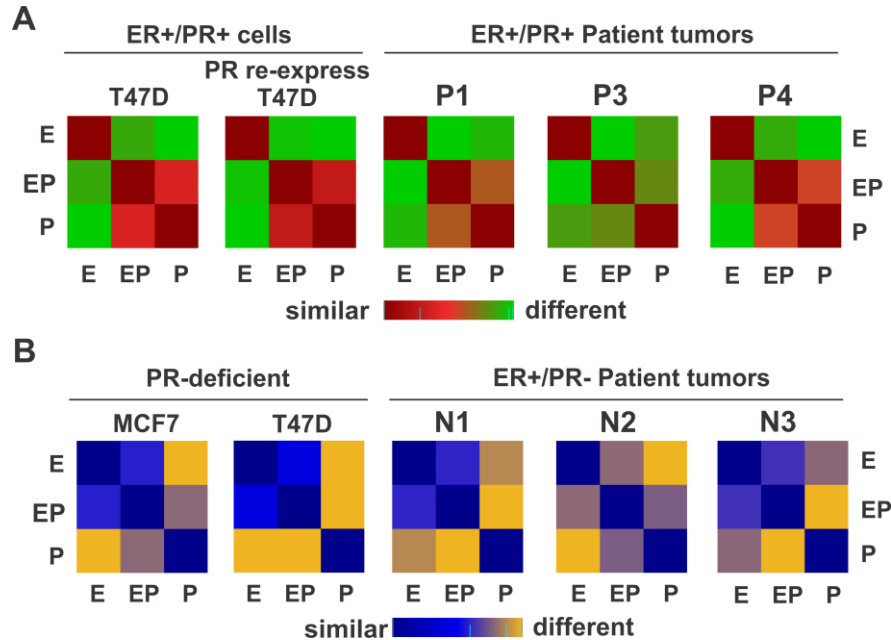 A
ER+/PR+ cells
ER+/PR+ Patient tumors
PR re-express
T47D
T47D
P1
P3
P4
E
E
EP
EP
P
P
E EP P
E EP P
E EP P
E EP P
E EP P
similar
different
B
PR-deficient
ER+/PR- Patient tumors
MCF7
T47D
N1
N2
N3
E
E
EP
EP
P
P
E EP P
E EP P
E EP P
E EP P
E EP P
similar
different